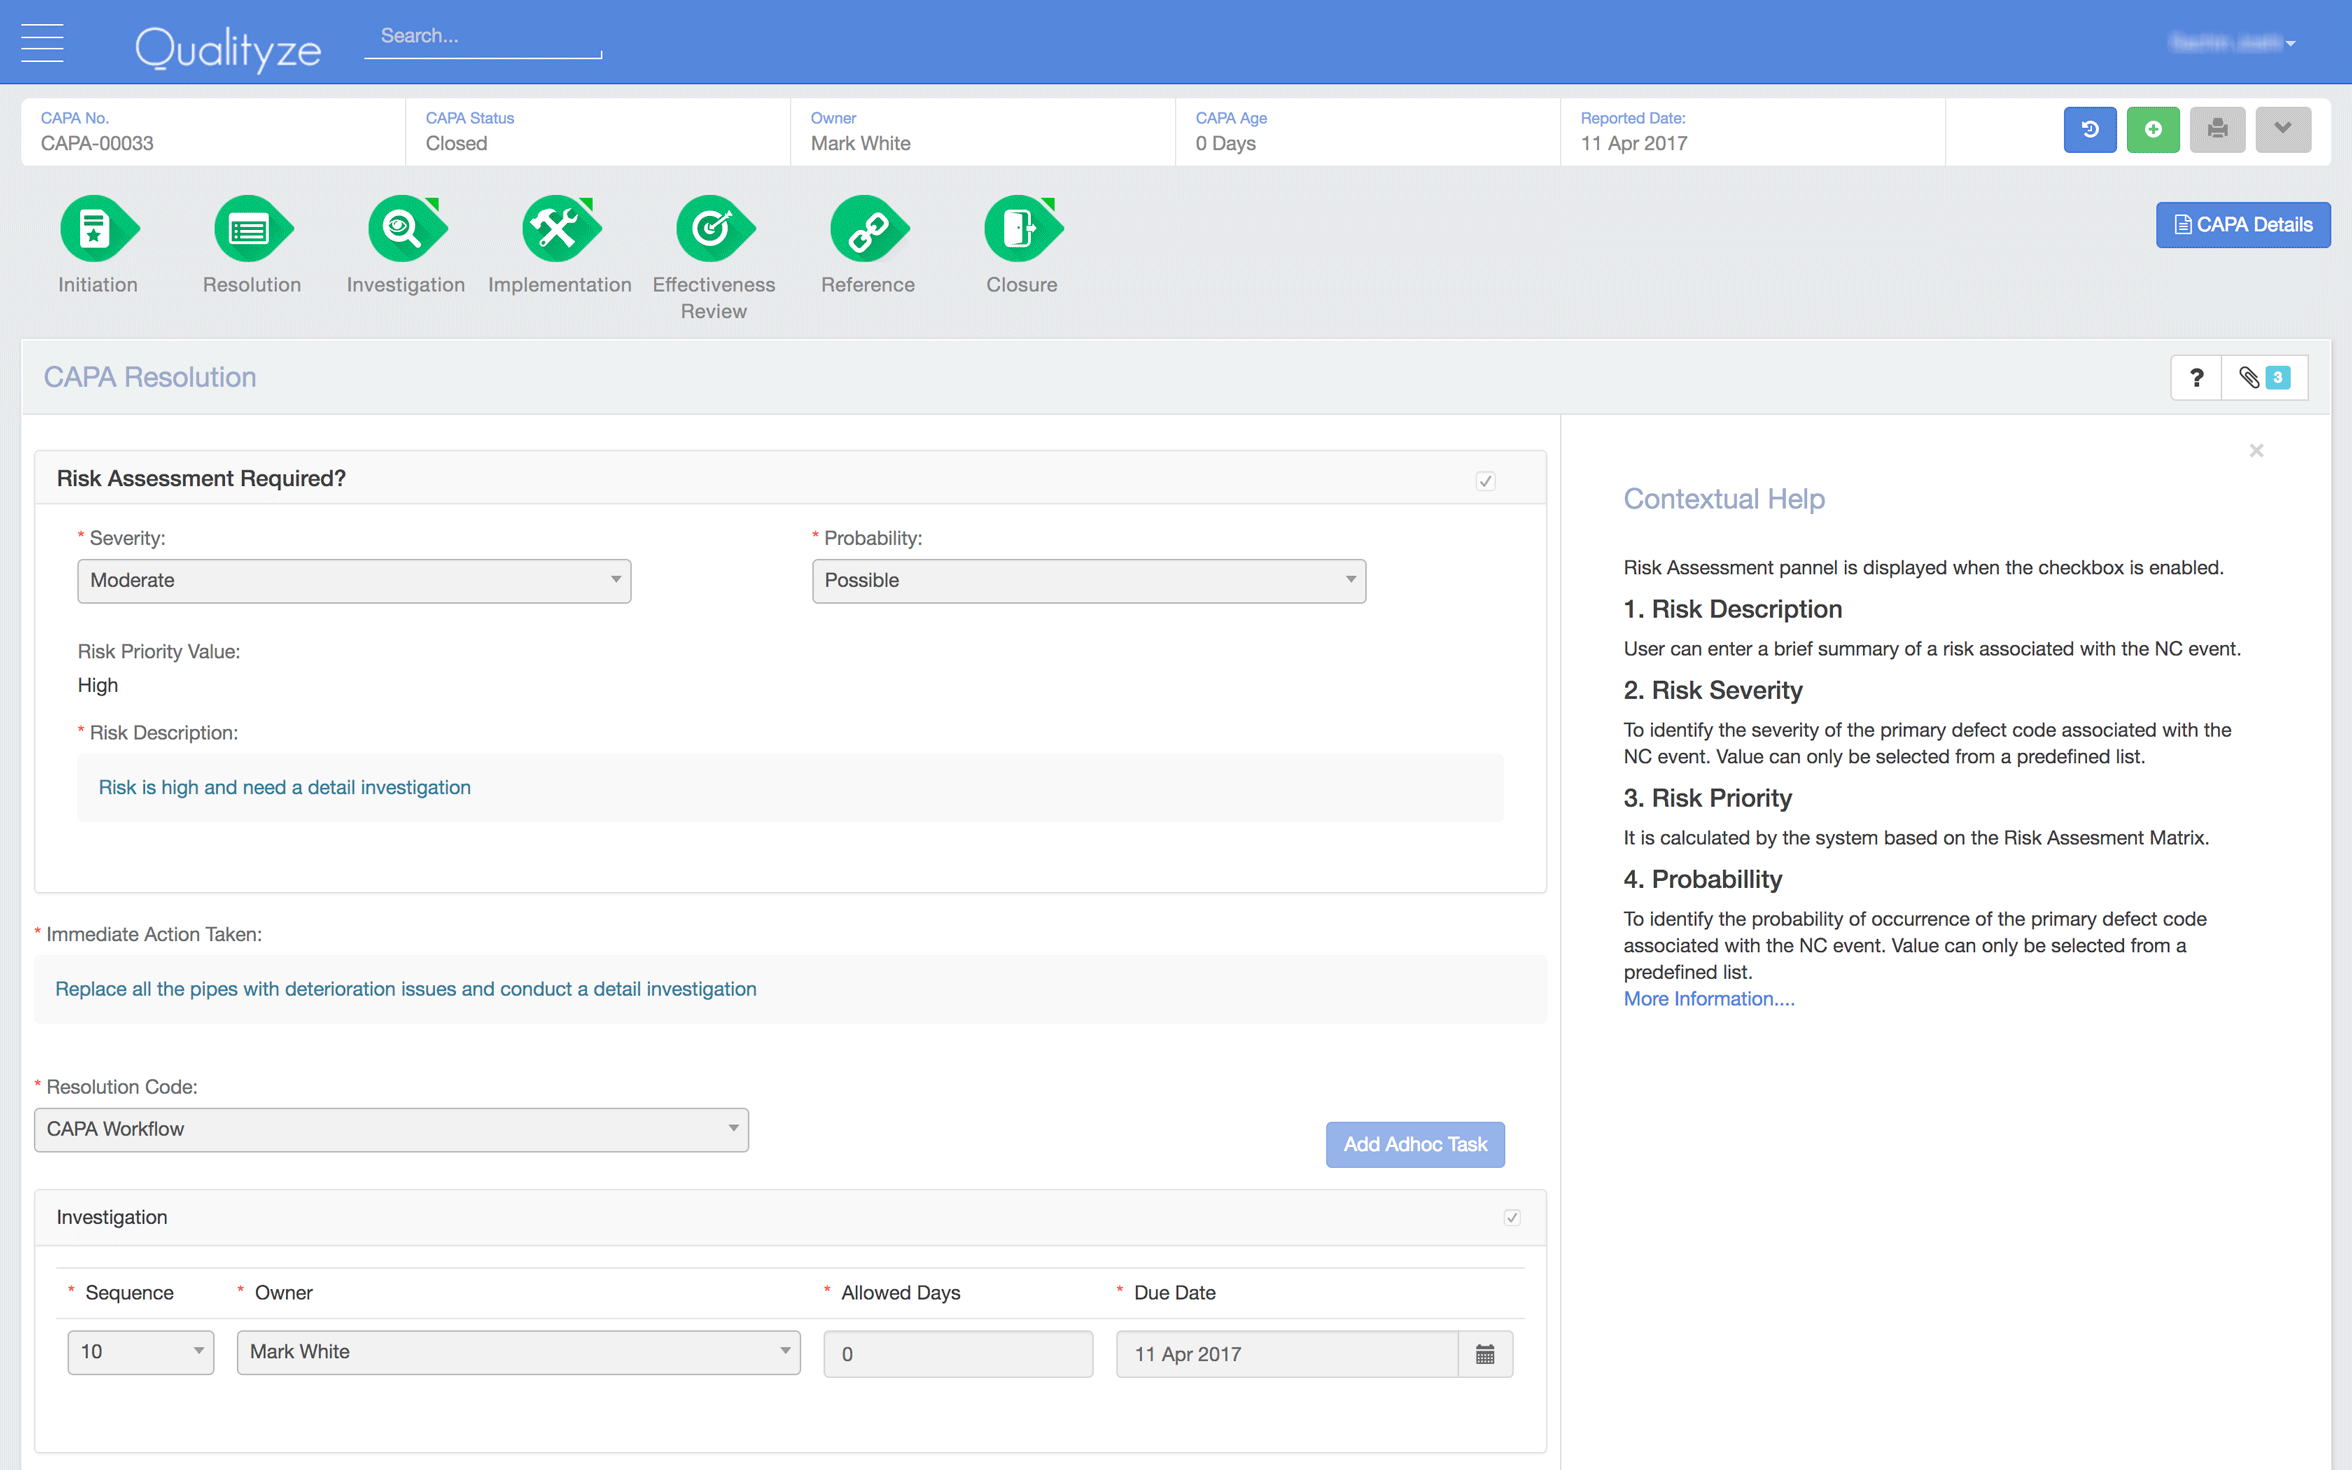 Qualityze
Search...
CAPA No.
CAPA-00033
CAPA Status
Closed
Owner
Mark White
CAPA Age
0 Days
Reported Date:
11 Apr 2017
Initiation
Resolution
Investigation
Implementation
Effectiveness
Review
Reference
Closure
CAPA Details
CAPA Resolution
? 3
Risk Assessment Required?
* Severity:
Moderate
* Probability:
Possible
Risk Priority Value:
High
* Risk Description:
Risk is high and need a detail investigation
* Immediate Action Taken:
Replace all the pipes with deterioration issues and conduct a detail investigation
* Resolution Code:
CAPA Workflow
Add Adhoc Task
Investigation
* Sequence * Owner * Allowed Days * Due Date
10 Mark White 0 11 Apr 2017
×
Contextual Help
Risk Assessment pannel is displayed when the checkbox is enabled.
1. Risk Description
User can enter a brief summary of a risk associated with the NC event.
2. Risk Severity
To identify the severity of the primary defect code associated with the
NC event. Value can only be selected from a predefined list.
3. Risk Priority
It is calculated by the system based on the Risk Assesment Matrix.
4. Probabillity
To identify the probability of occurrence of the primary defect code
associated with the NC event. Value can only be selected from a
predefined list.
More Information....